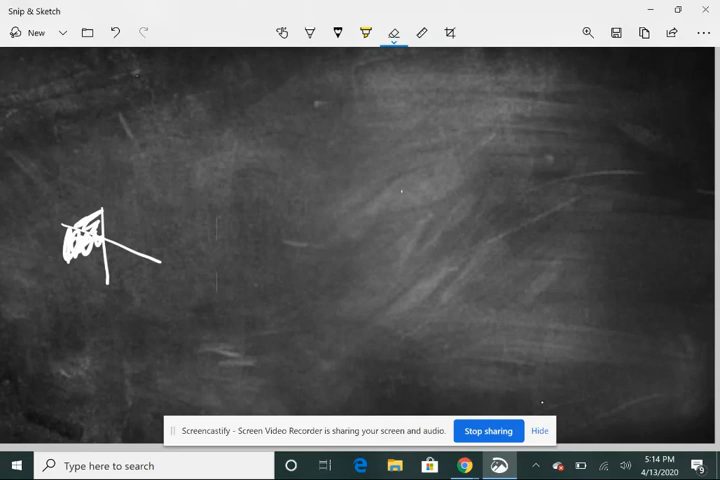 Snip & Sketch
New
Screencastify - Screen Video Recorder is sharing your screen and audio.
Stop sharing
Hide
Type here to search
5:14 PM
4/13/2020
9